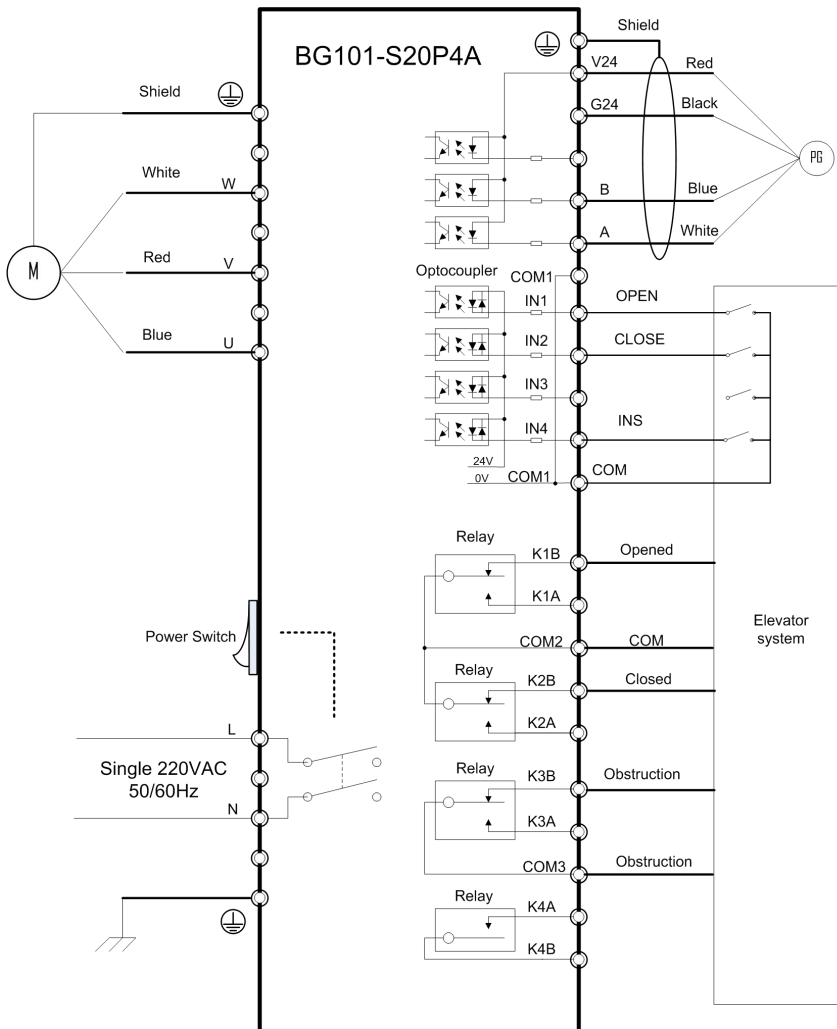 BG101-S20P4A
Shield
V24
Red
Shield
G24
Black
PG
White
W
B
Blue
A
White
Red
V
M
Optocoupler
COM1
IN1
OPEN
Blue
U
IN2
CLOSE
IN3
IN4
INS
24V
0V
COM1
COM
Relay
K1B
Opened
K1A
Elevator
system
Power Switch
COM2
COM
Relay
K2B
Closed
K2A
L
Single 220VAC
50/60Hz
N
Relay
K3B
Obstruction
K3A
COM3
Obstruction
Relay
K4A
K4B